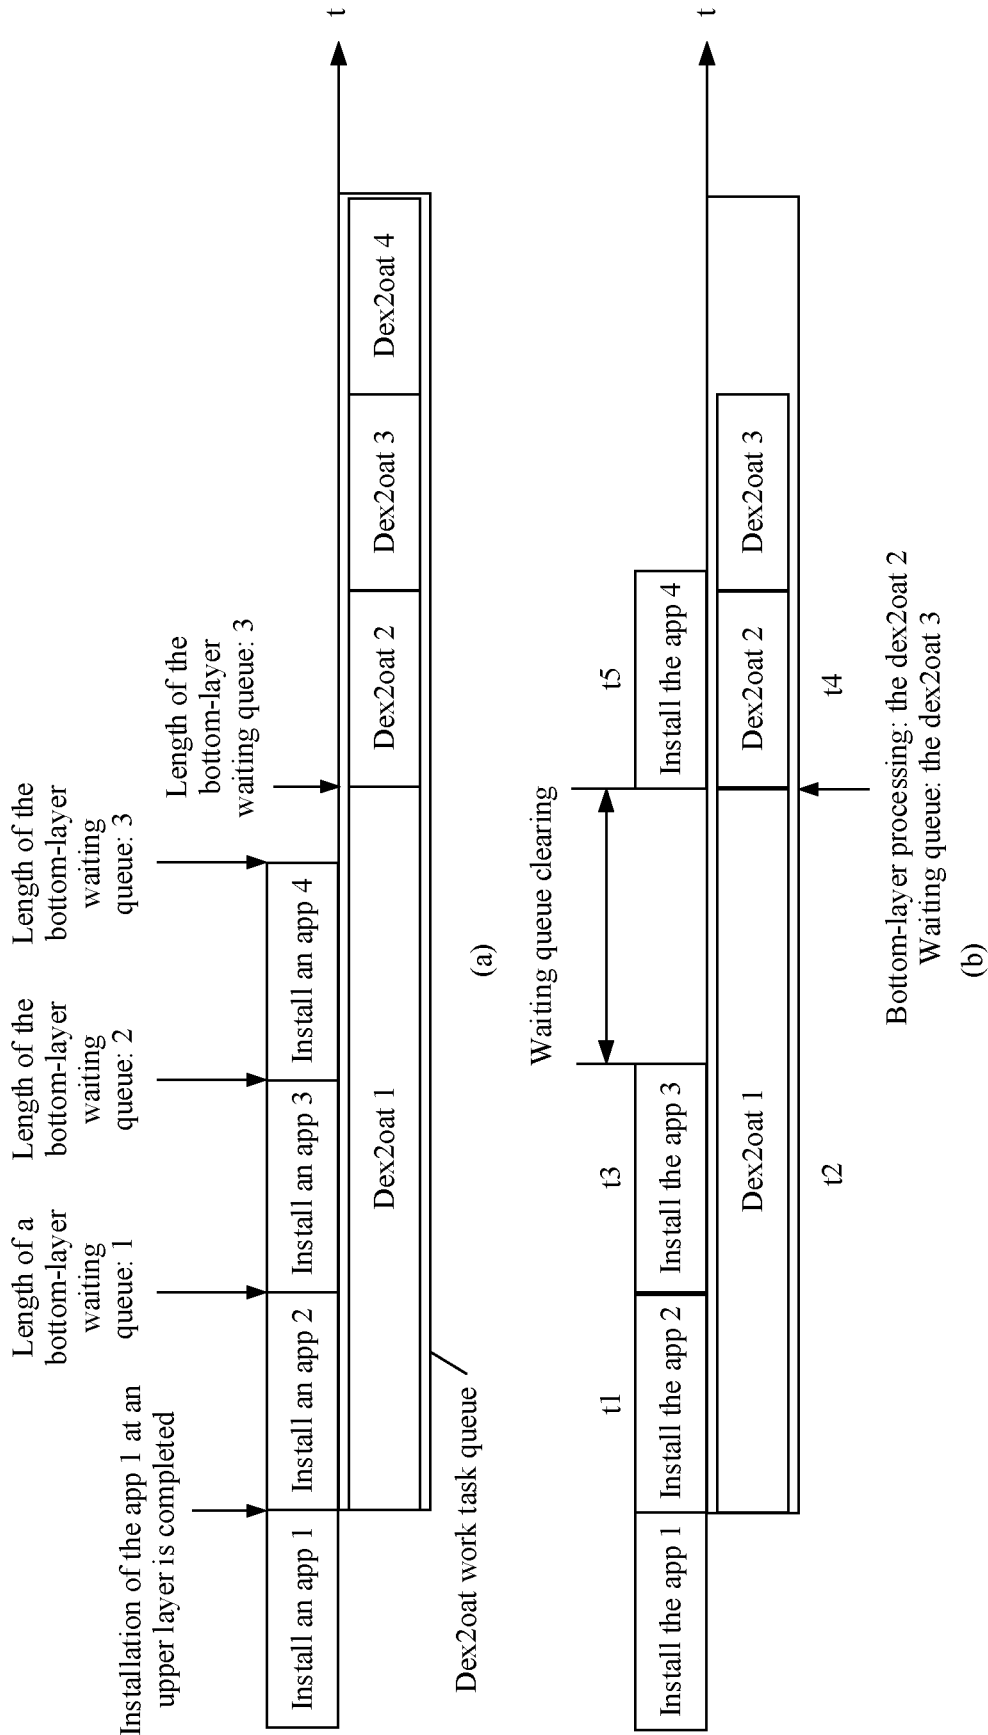 Installation of the app 1 at an
upper layer is completed
Length of a
bottom-layer
waiting
queue: 1
Length of the
bottom-layer
waiting
queue: 2
Length of the
bottom-layer
waiting
queue: 3
Length of the
bottom-layer
waiting queue: 3
Install an app 1
Install an app 2
Install an app 3
Install an app 4
t
Dex2oat 1
Dex2oat 2
Dex2oat 3
Dex2oat 4
Dex2oat work task queue
(a)
Waiting queue clearing
t1
t3
t5
Install the app 1
Install the app 2
Install the app 3
Install the app 4
t
Dex2oat 1
Dex2oat 2
Dex2oat 3
t2
t4
Bottom-layer processing: the dex2oat 2
Waiting queue: the dex2oat 3
(b)